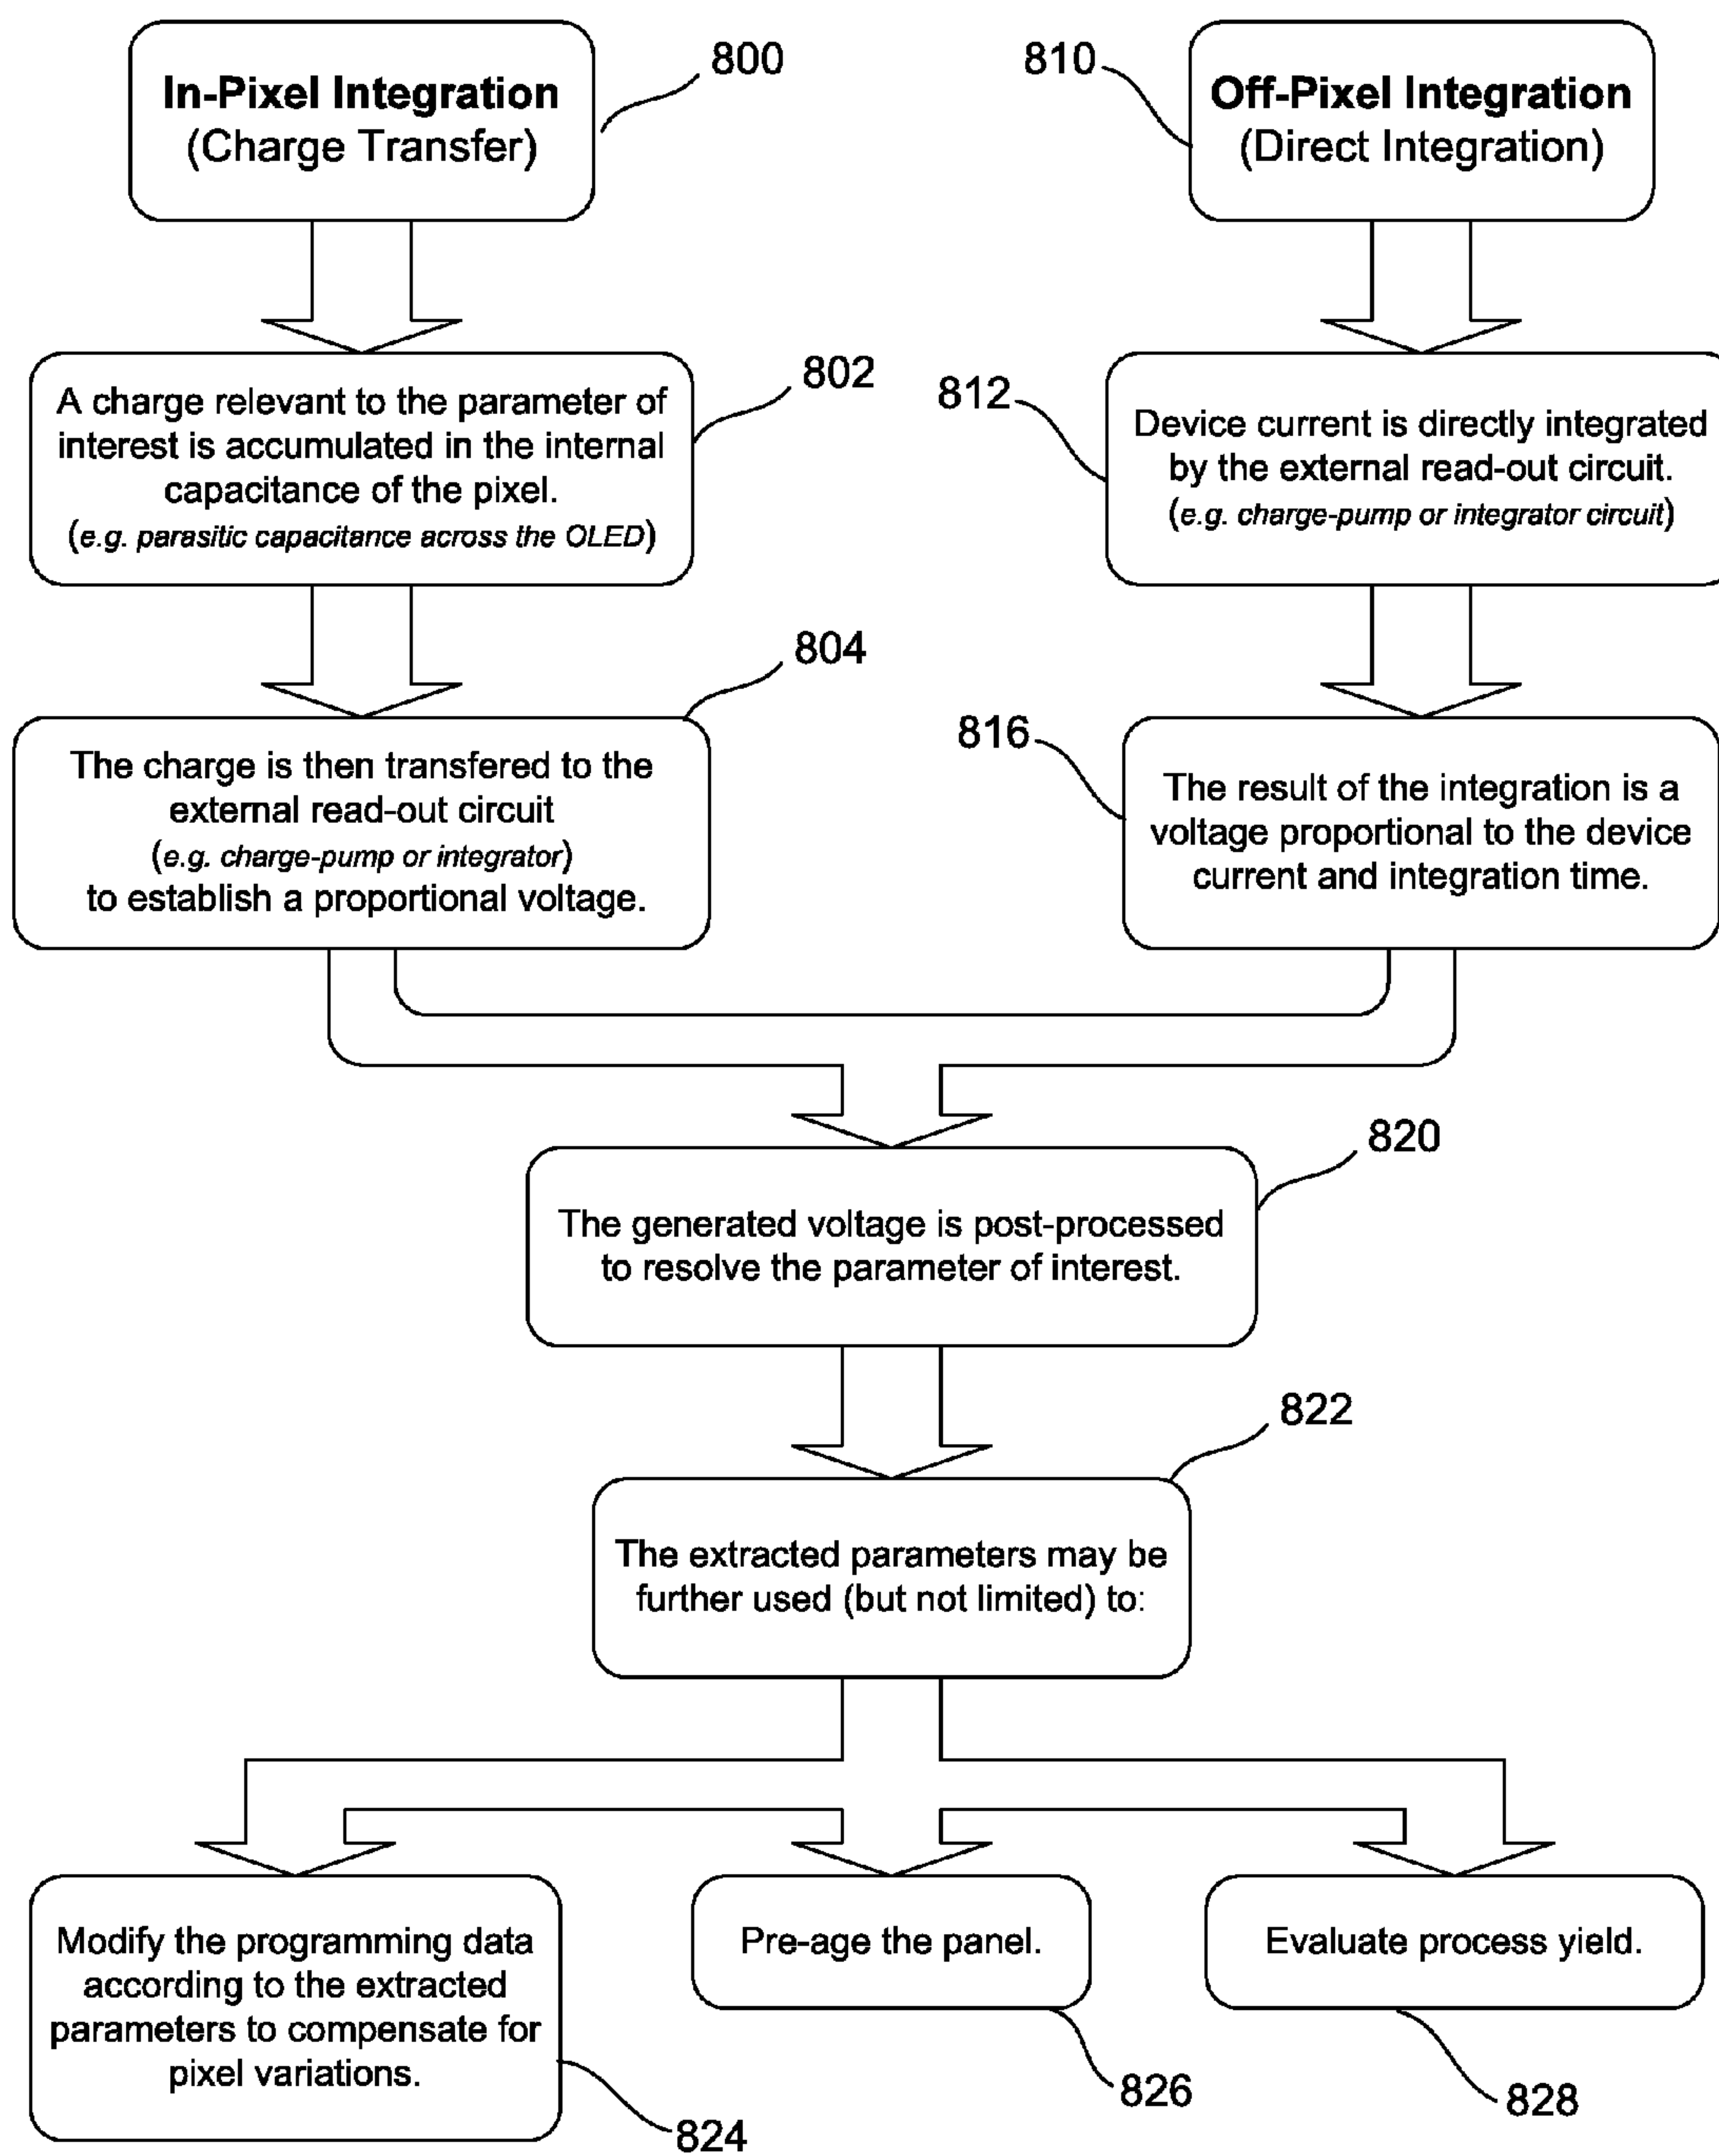 In-Pixel Integration
(Charge Transfer)
800
810
Off-Pixel Integration
(Direct Integration)
A charge relevant to the parameter of
interest is accumulated in the internal
capacitance of the pixel.
(e.g. parasitic capacitance across the OLED)
802
812
Device current is directly integrated
by the external read-out circuit.
(e.g. charge-pump or integrator circuit)
804
The charge is then transfered to the
external read-out circuit
(e.g. charge-pump or integrator)
to establish a proportional voltage.
816
The result of the integration is a
voltage proportional to the device
current and integration time.
820
The generated voltage is post-processed
to resolve the parameter of interest.
822
The extracted parameters may be
further used (but not limited) to:
Modify the programming data
according to the extracted
parameters to compensate for
pixel variations.
824
Pre-age the panel.
826
Evaluate process yield.
828